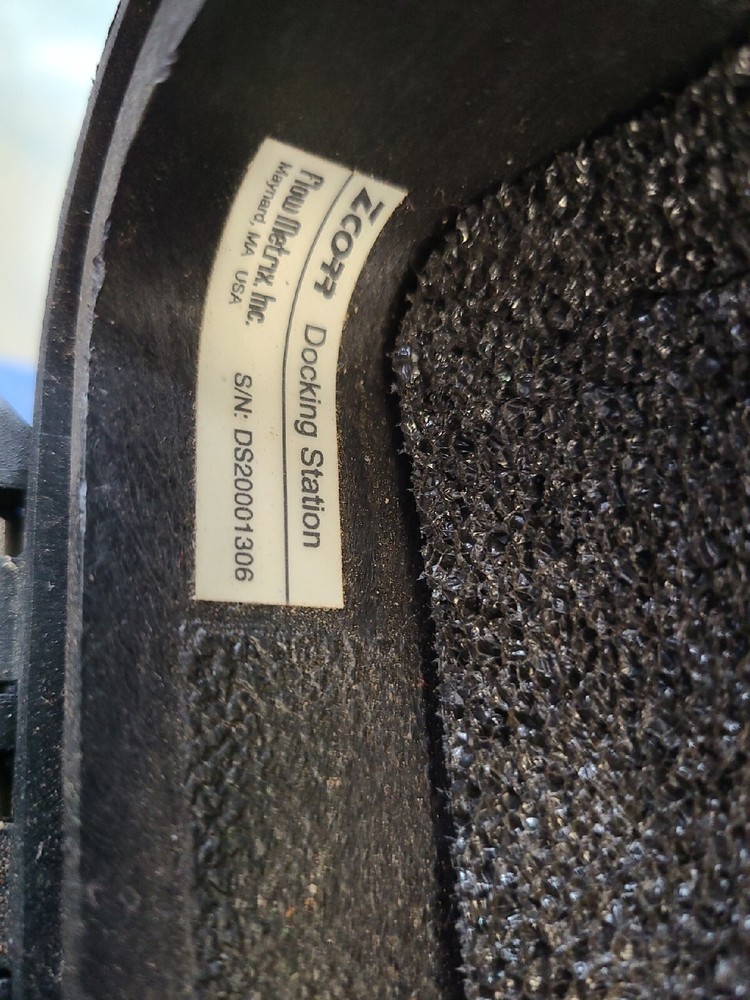 ZCORR Docking Station
Flow Metrix, Inc.
Maynard, MA USA S/N: DS20001306